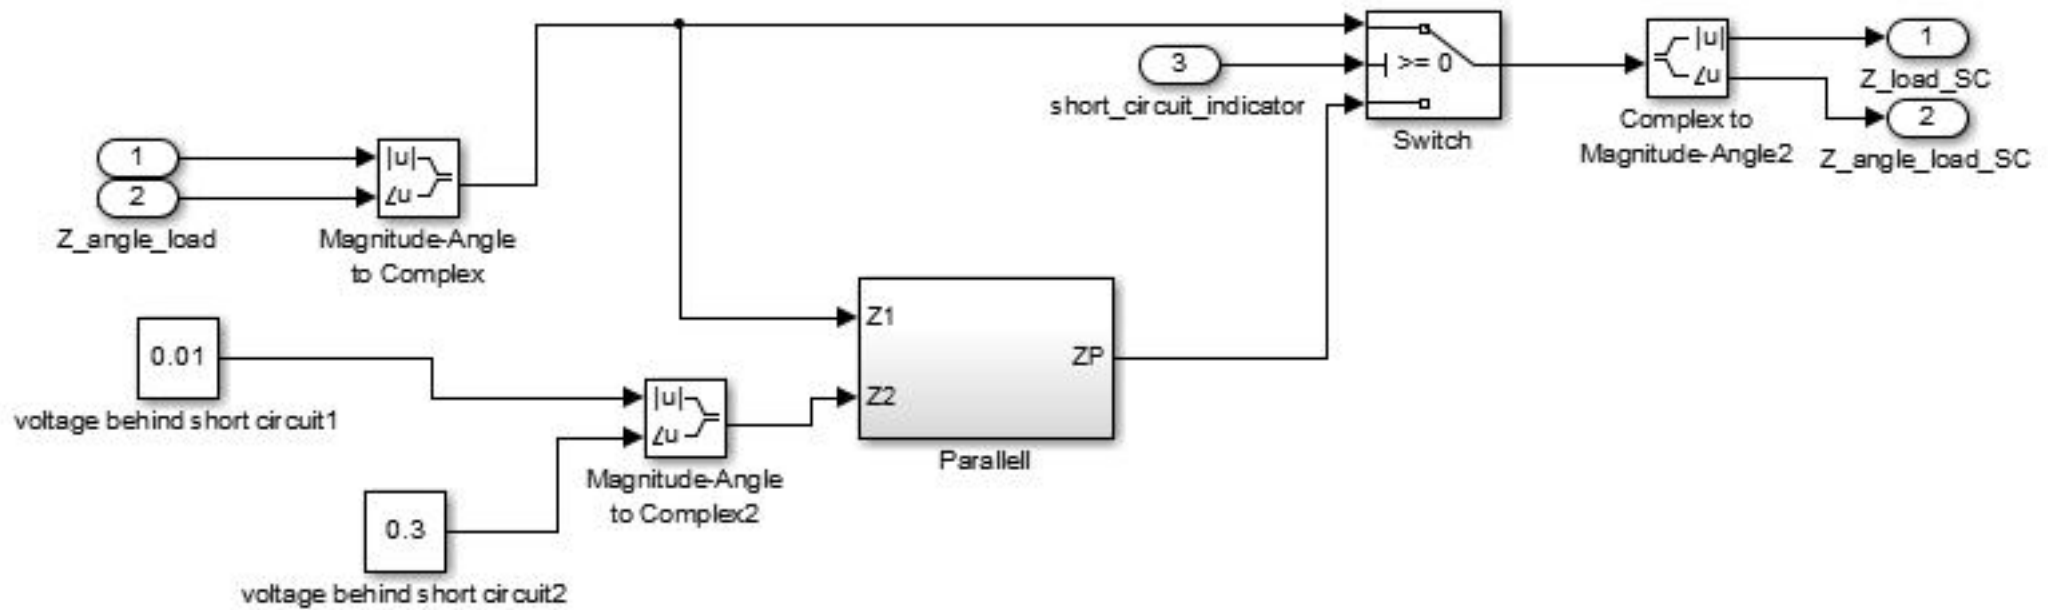 1
2
Z_angle_load
|u|
∠u
Magnitude-Angle
to Complex
0.01
voltage behind short circuit1
0.3
voltage behind short circuit2
|u|
∠u
Magnitude-Angle
to Complex2
Z1
Z2
ZP
Parallell
3
short_circuit_indicator
>= 0
Switch
|u|
∠u
Complex to
Magnitude-Angle2
1
Z_load_SC
2
Z_angle_load_SC